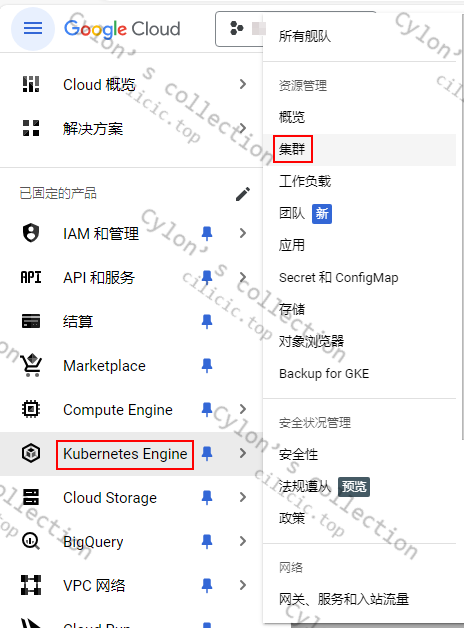 Google Cloud
Cloud 概览
解决方案
已固定的产品
IAM 和管理
API
API 和服务
结算
Marketplace
Compute Engine
Kubernetes Engine
Cloud Storage
BigQuery
VPC 网络
Cloud Run
所有舰队
资源管理
概览
集群
工作负载
团队 新
应用
Secret 和 ConfigMap
存储
对象浏览器
Backup for GKE
安全状况管理
安全性
法规遵从 预览
政策
网络
网关、服务和入站流量
Cylon's collection
cilicic.top
Cylon's collection
cilicic.top
Cylon's collection
cilicic.top